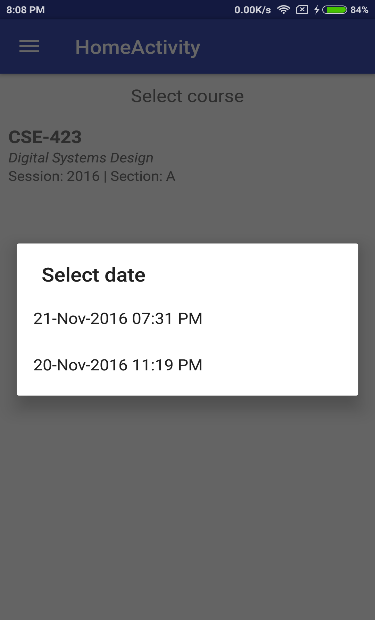 8:08 PM 0.00K/s 84%
HomeActivity
Select course
CSE-423
Digital Systems Design
Session: 2016 | Section: A
Select date
21-Nov-2016 07:31 PM
20-Nov-2016 11:19 PM